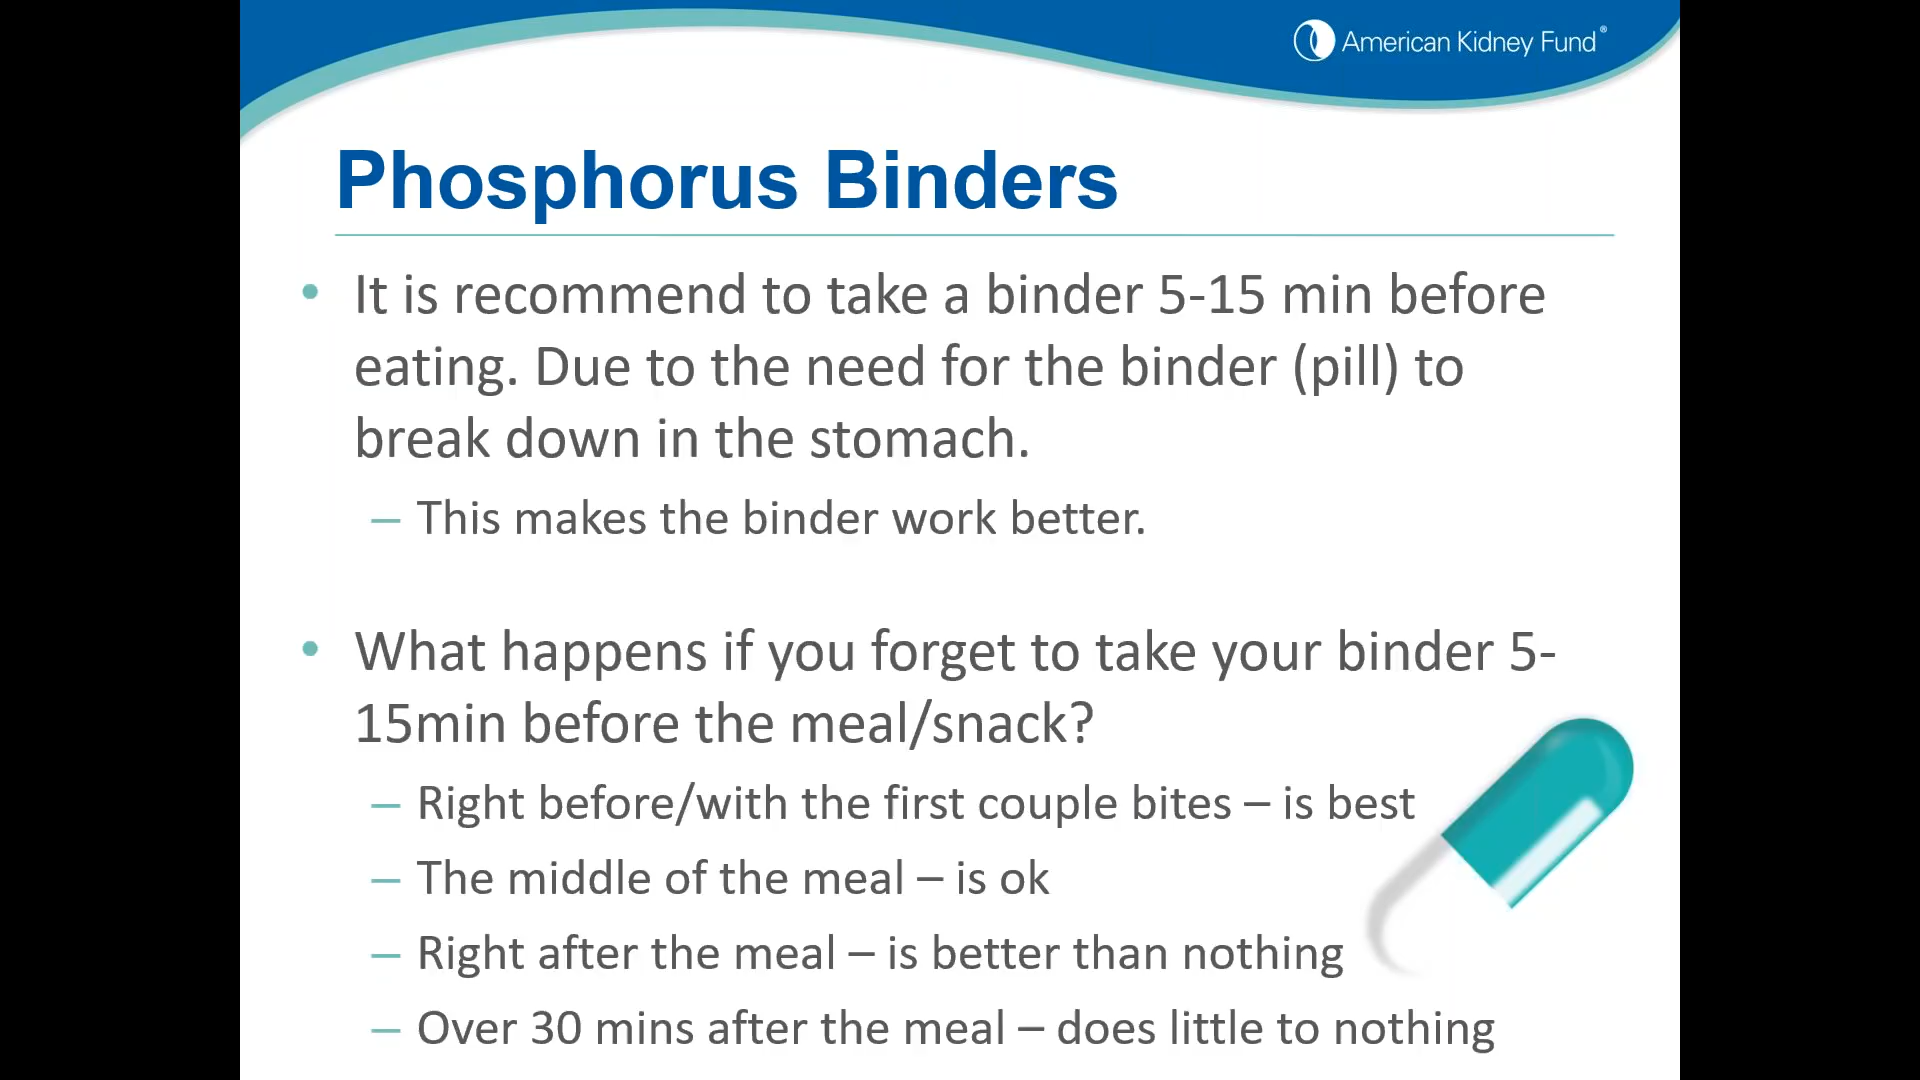 American Kidney Fund®
Phosphorus Binders
• It is recommend to take a binder 5-15 min before
eating. Due to the need for the binder (pill) to
break down in the stomach.
– This makes the binder work better.
• What happens if you forget to take your binder 5-
15min before the meal/snack?
– Right before/with the first couple bites – is best
– The middle of the meal – is ok
– Right after the meal – is better than nothing
– Over 30 mins after the meal – does little to nothing